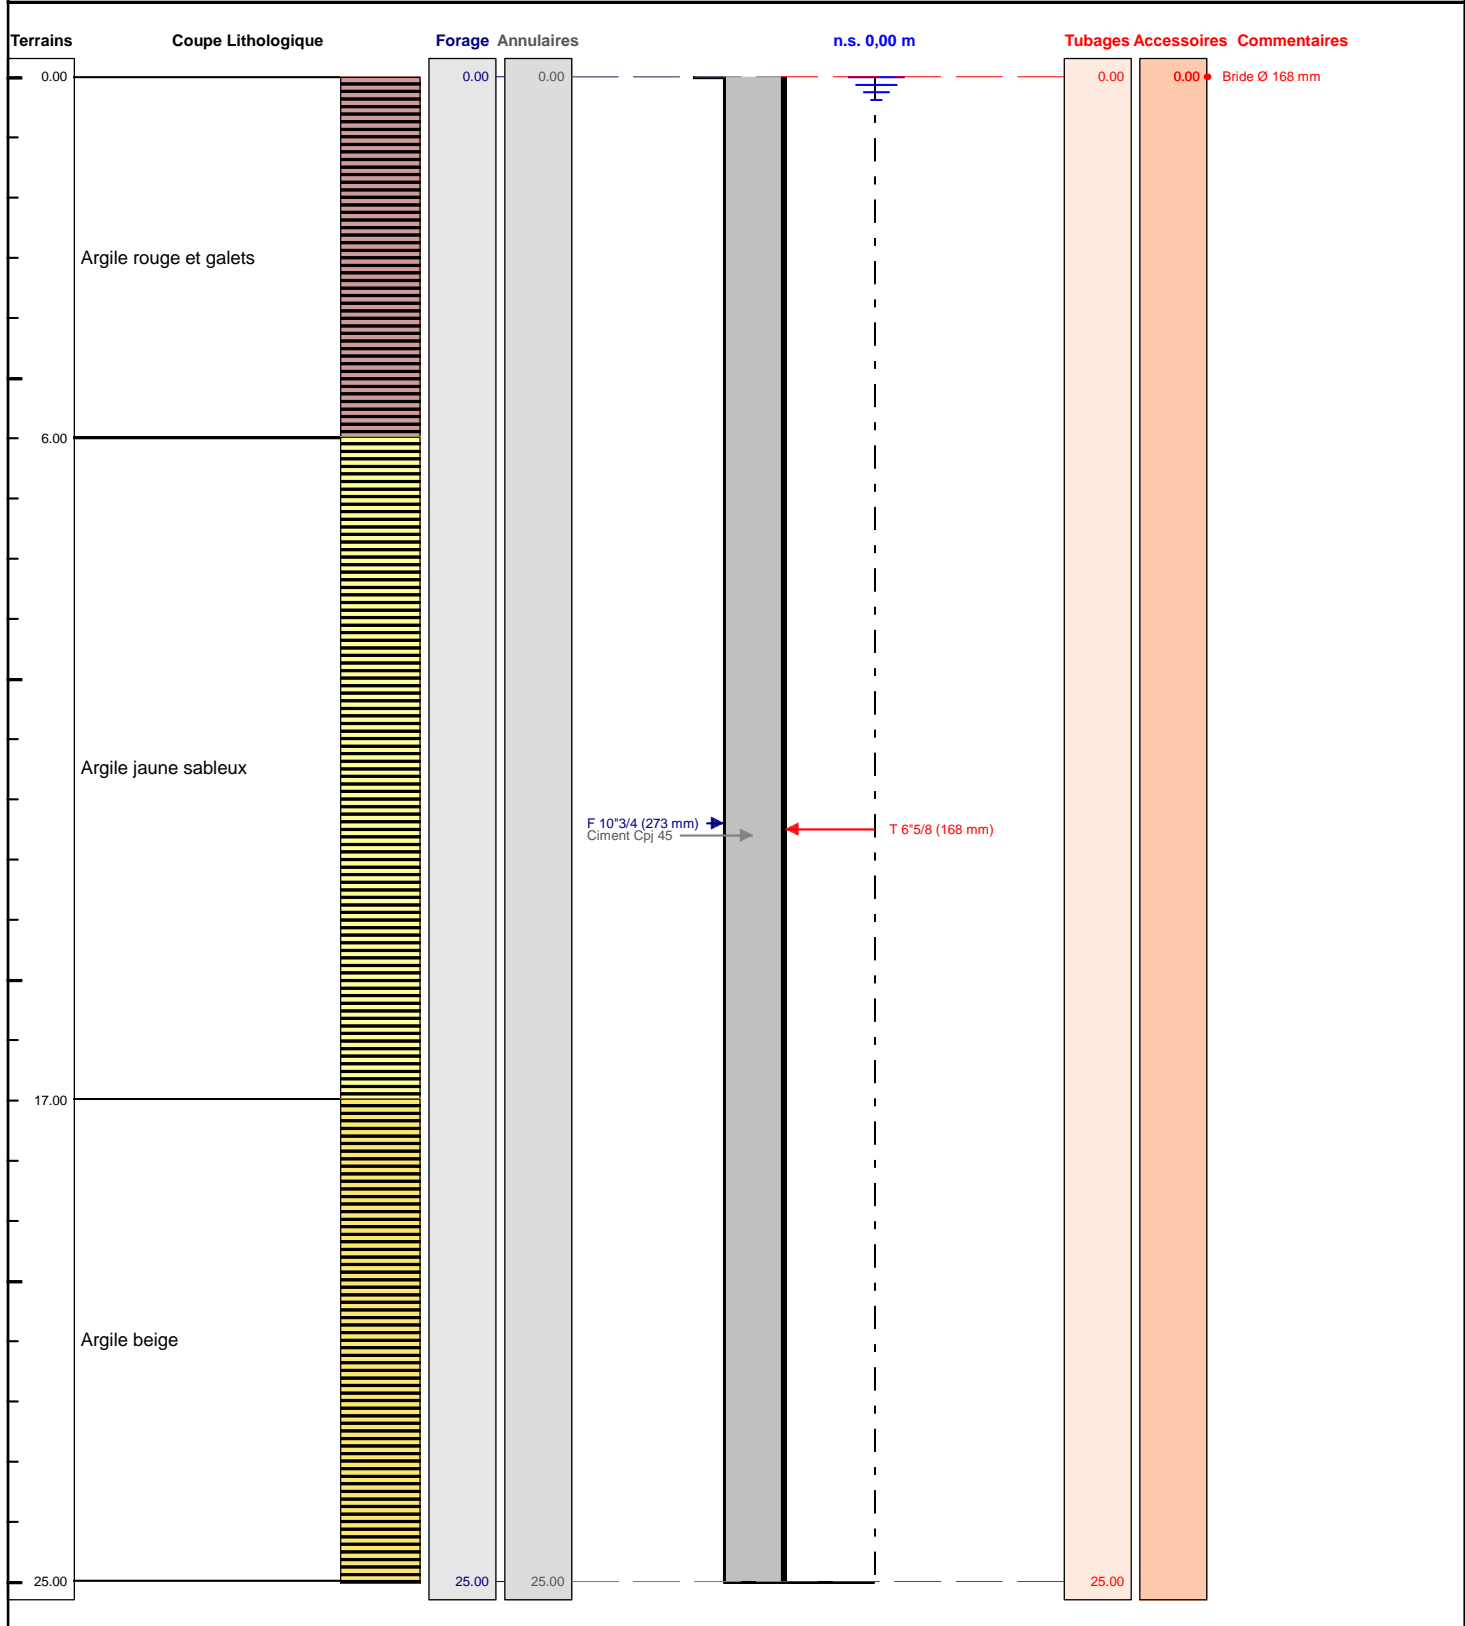 Terrains Coupe Lithologique Forage Annulaires n.s. 0,00 m Tubages Accessoires Commentaires
0.00 0.00 0.00 0.00 0.00 Bride Ø 168 mm
Argile rouge et galets
6.00
Argile jaune sableux
F 10"3/4 (273 mm)
Ciment Cpj 45
T 6"5/8 (168 mm)
17.00
Argile beige
25.00 25.00 25.00 25.00